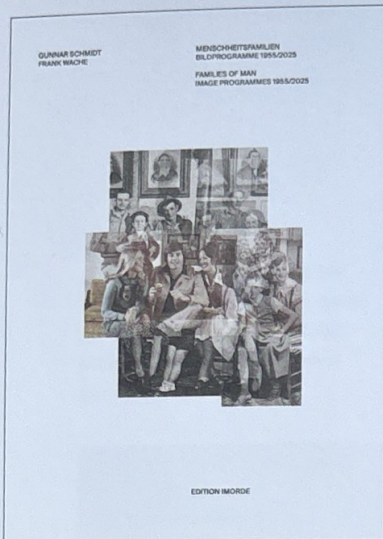 GUNNAR SCHMIDT
FRANK WACHE
MENSCHHEITSFAMILIEN
BILDPROGRAMME 1955/2025
FAMILIES OF MAN
IMAGE PROGRAMMES 1955/2025
EDITION IMORDE